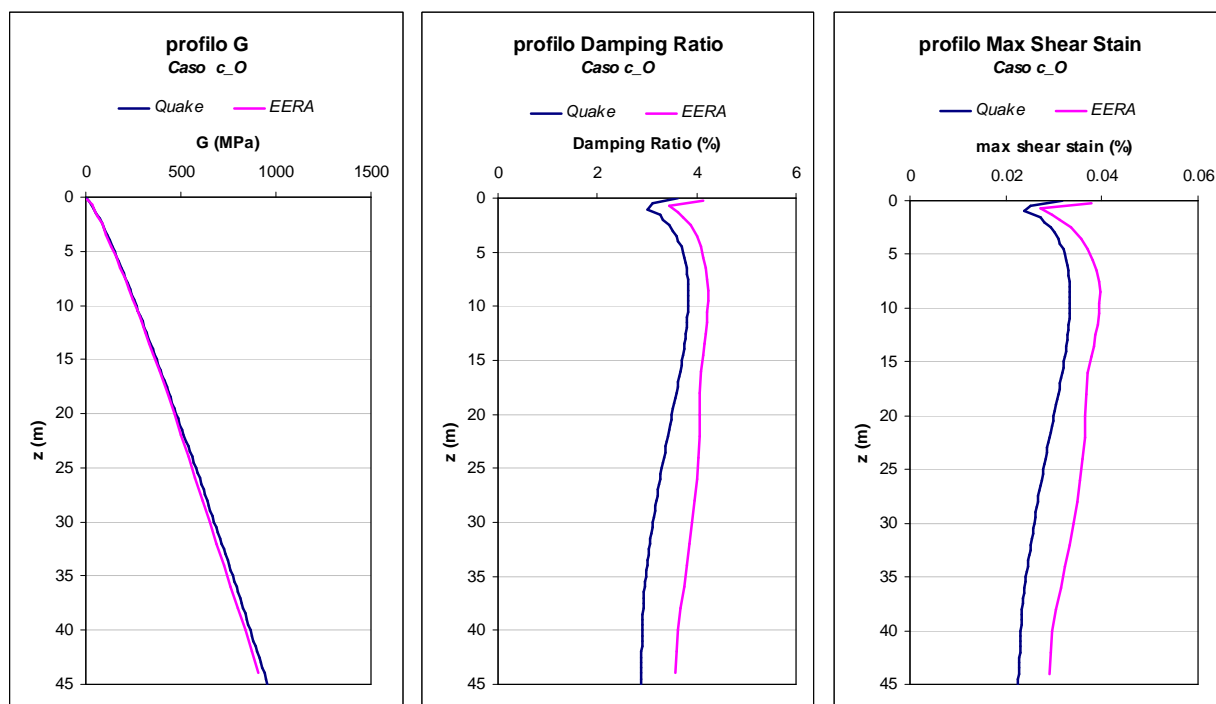 profilo G
Caso c_O
Quake EERA
G (MPa)
0 500 1000 1500
0
5
10
15
20
25
30
35
40
45
z (m)
profilo Damping Ratio
Caso c_O
Quake EERA
Damping Ratio (%)
0 2 4 6
0
5
10
15
20
25
30
35
40
45
z (m)
profilo Max Shear Stain
Caso c_O
Quake EERA
max shear stain (%)
0 0.02 0.04 0.06
0
5
10
15
20
25
30
35
40
45
z (m)